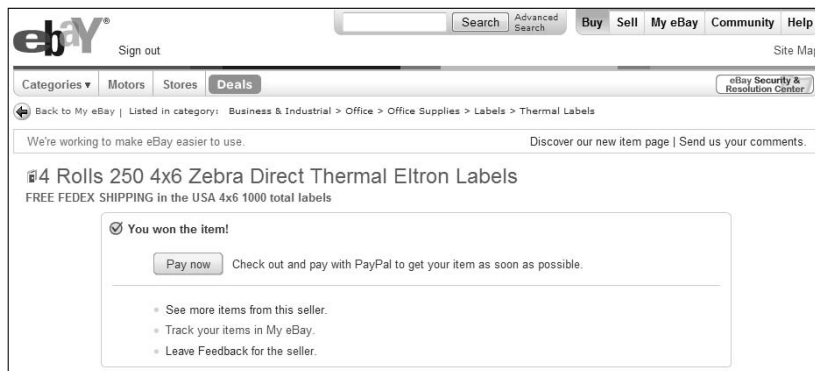 ebaY®
Search
Advanced Search
Buy Sell My eBay Community Help
Sign out
Site Map
Categories ▾ Motors Stores Deals
eBay Security & Resolution Center
Back to My eBay | Listed in category: Business & Industrial > Office > Office Supplies > Labels > Thermal Labels
We're working to make eBay easier to use.
Discover our new item page | Send us your comments.
4 Rolls 250 4x6 Zebra Direct Thermal Eltron Labels
FREE FEDEX SHIPPING in the USA 4x6 1000 total labels
You won the item!
Pay now Check out and pay with PayPal to get your item as soon as possible.
See more items from this seller.
Track your items in My eBay.
Leave Feedback for the seller.